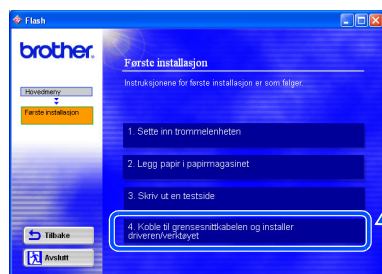 Flash
brother.
Hovedmeny
Første installasjon
Første installasjon
Instruksjonene for første installasjon er som følger.
1. Sette inn trommelenheten
2. Legg papir i papirmagasinet
3. Skriv ut en testside
4. Koble til grensesnittkabelen og installer
driveren/verktøyet
4
Tilbake
Avslutt